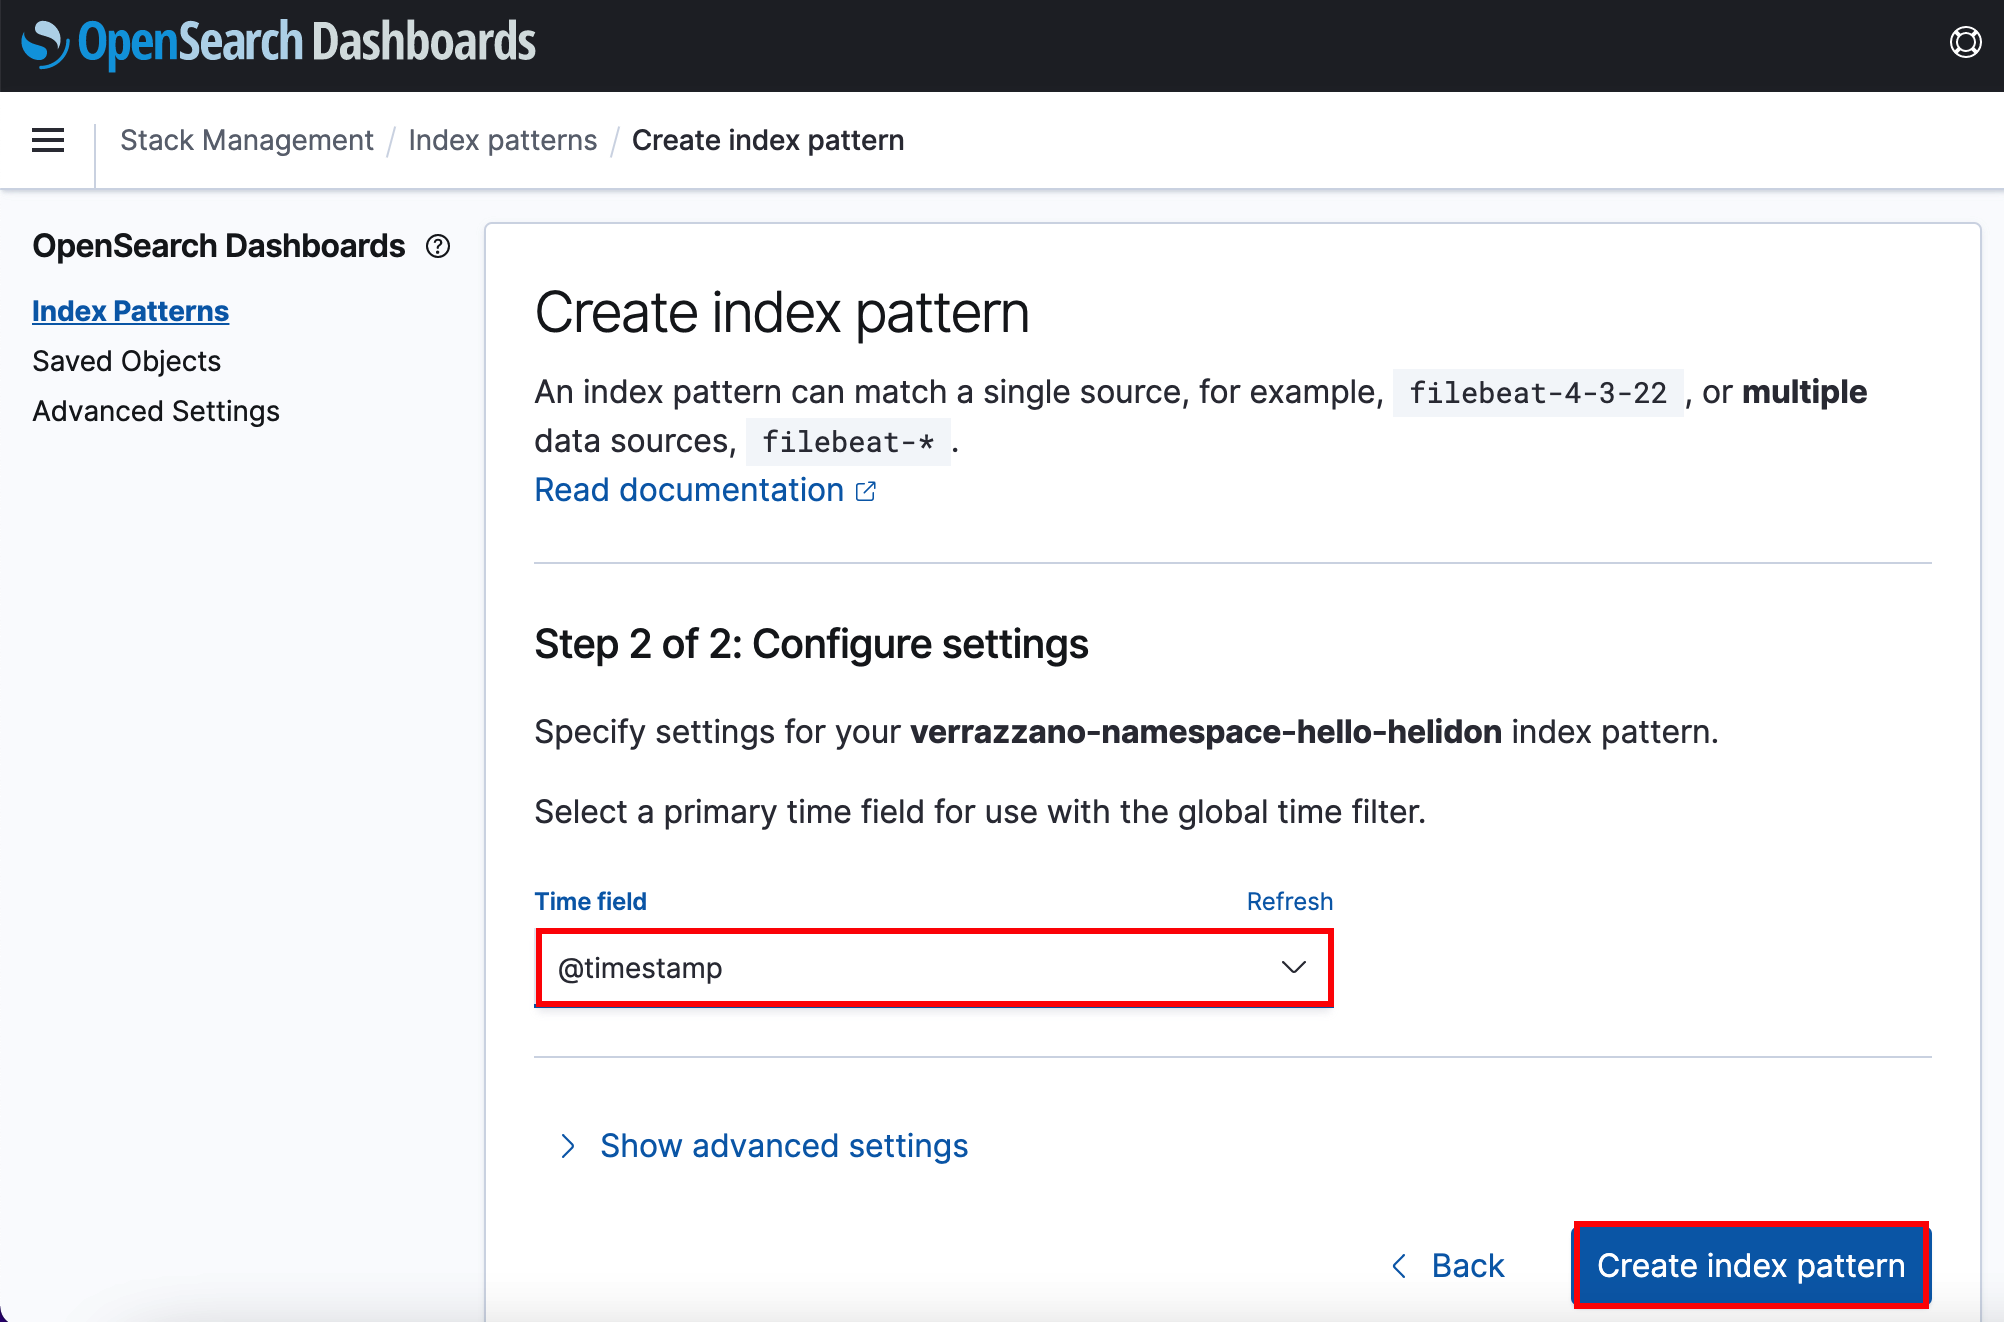 OpenSearch Dashboards
Stack Management / Index patterns / Create index pattern
OpenSearch Dashboards
Index Patterns
Saved Objects
Advanced Settings
Create index pattern
An index pattern can match a single source, for example, filebeat-4-3-22 , or multiple
data sources, filebeat-* .
Read documentation
Step 2 of 2: Configure settings
Specify settings for your verrazzano-namespace-hello-helidon index pattern.
Select a primary time field for use with the global time filter.
Time field Refresh
@timestamp
Show advanced settings
Back Create index pattern